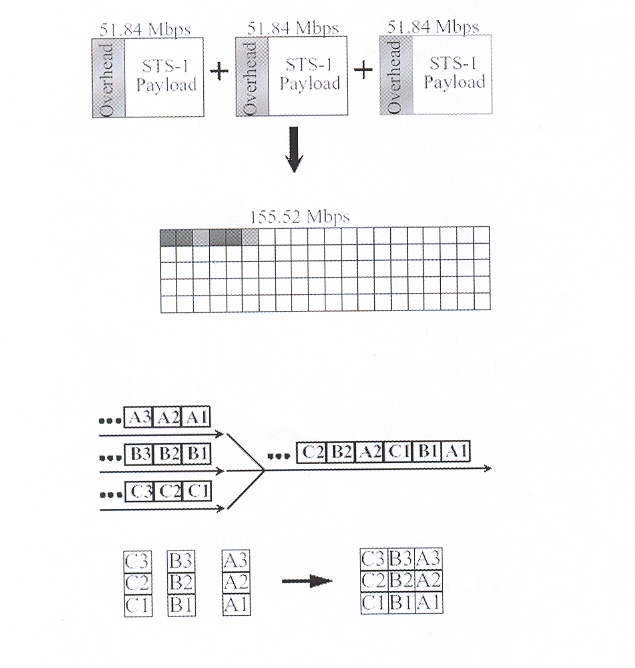 51.84 Mbps 51.84 Mbps 51.84 Mbps
Overhead STS-1 Payload + Overhead STS-1 Payload + Overhead STS-1 Payload
155.52 Mbps
... A3 A2 A1
... B3 B2 B1 ... C2 B2 A2 C1 B1 A1
... C3 C2 C1
C3 B3 A3 C3 B3 A3
C2 B2 A2 C2 B2 A2
C1 B1 A1 C1 B1 A1